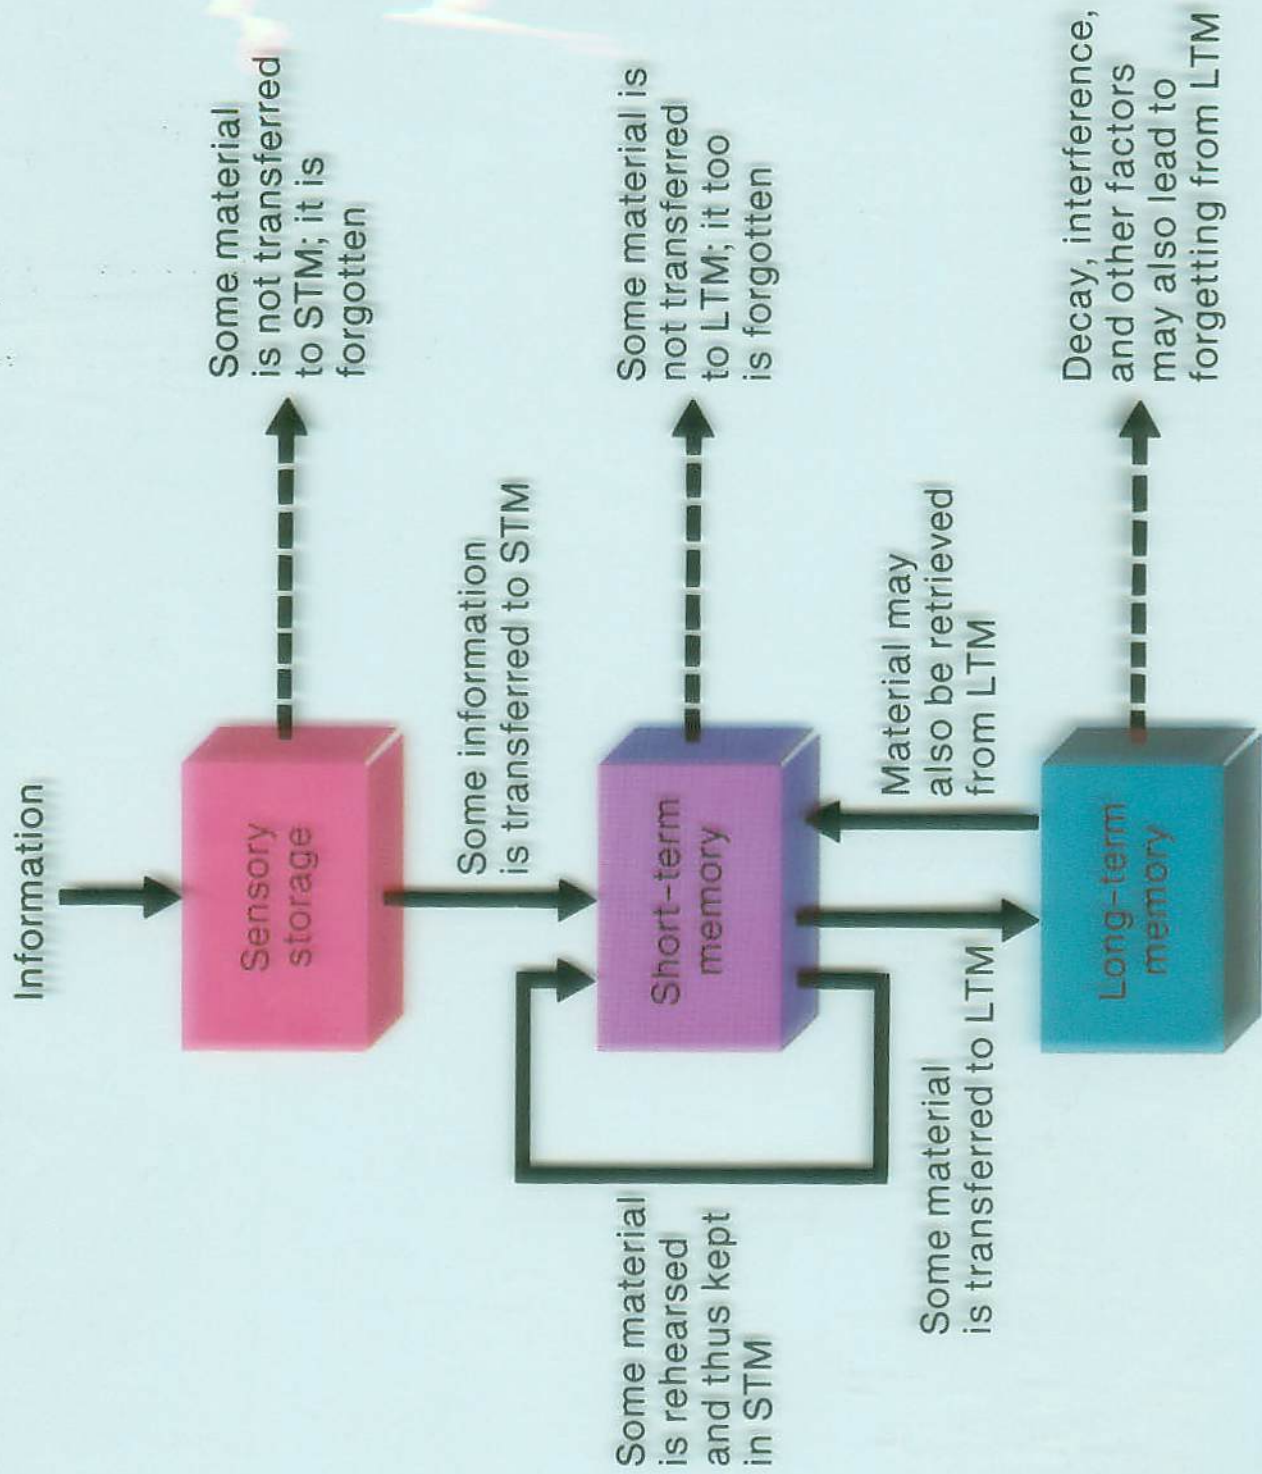 Information
Sensory
storage
Some material
is not transferred
to STM; it is
forgotten
Some information
is transferred to STM
Some material
is rehearsed
and thus kept
in STM
Short-term
memory
Some material is
not transferred
to LTM; it too
is forgotten
Some material
is transferred to LTM
Material may
also be retrieved
from LTM
Long-term
memory
Decay, interference,
and other factors
may also lead to
forgetting from LTM